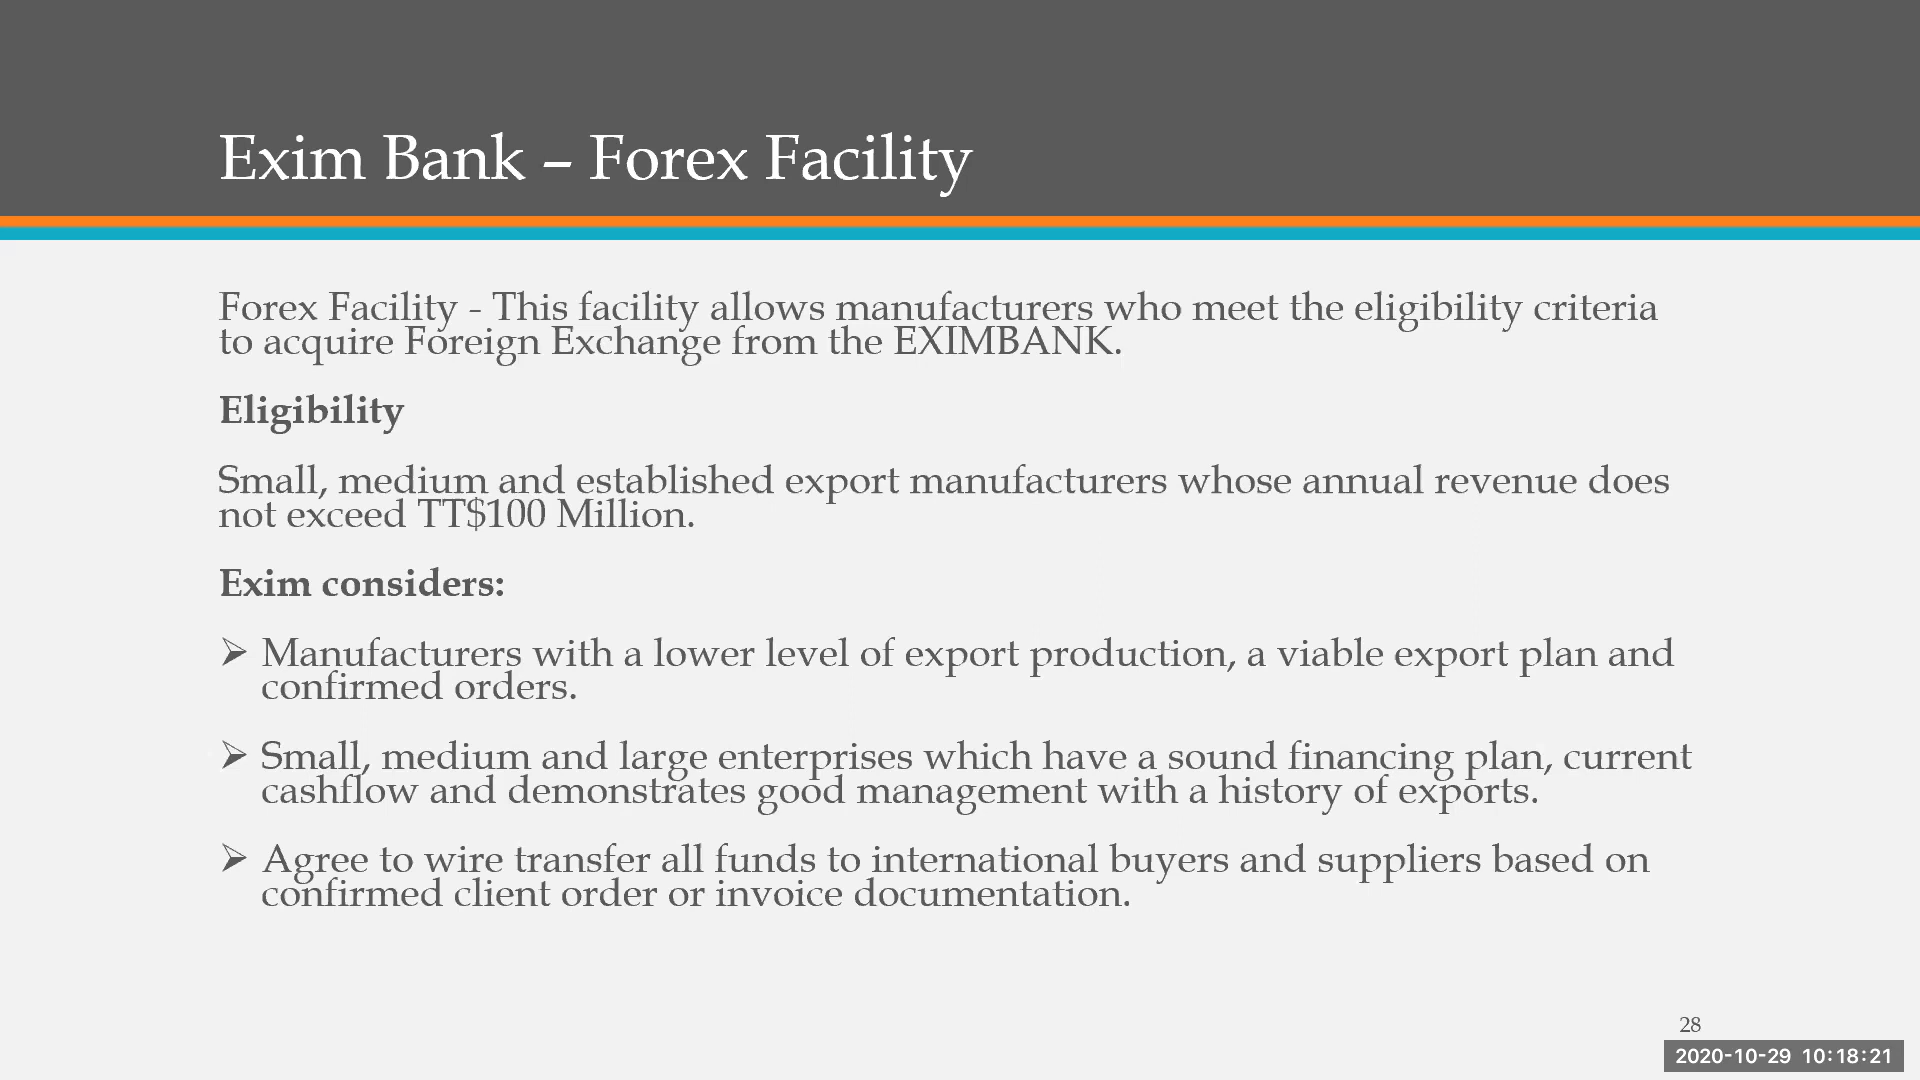 Exim Bank – Forex Facility
Forex Facility - This facility allows manufacturers who meet the eligibility criteria
to acquire Foreign Exchange from the EXIMBANK.
Eligibility
Small, medium and established export manufacturers whose annual revenue does
not exceed TT$100 Million.
Exim considers:
➢ Manufacturers with a lower level of export production, a viable export plan and
confirmed orders.
➢ Small, medium and large enterprises which have a sound financing plan, current
cashflow and demonstrates good management with a history of exports.
➢ Agree to wire transfer all funds to international buyers and suppliers based on
confirmed client order or invoice documentation.
28
2020-10-29 10:18:21